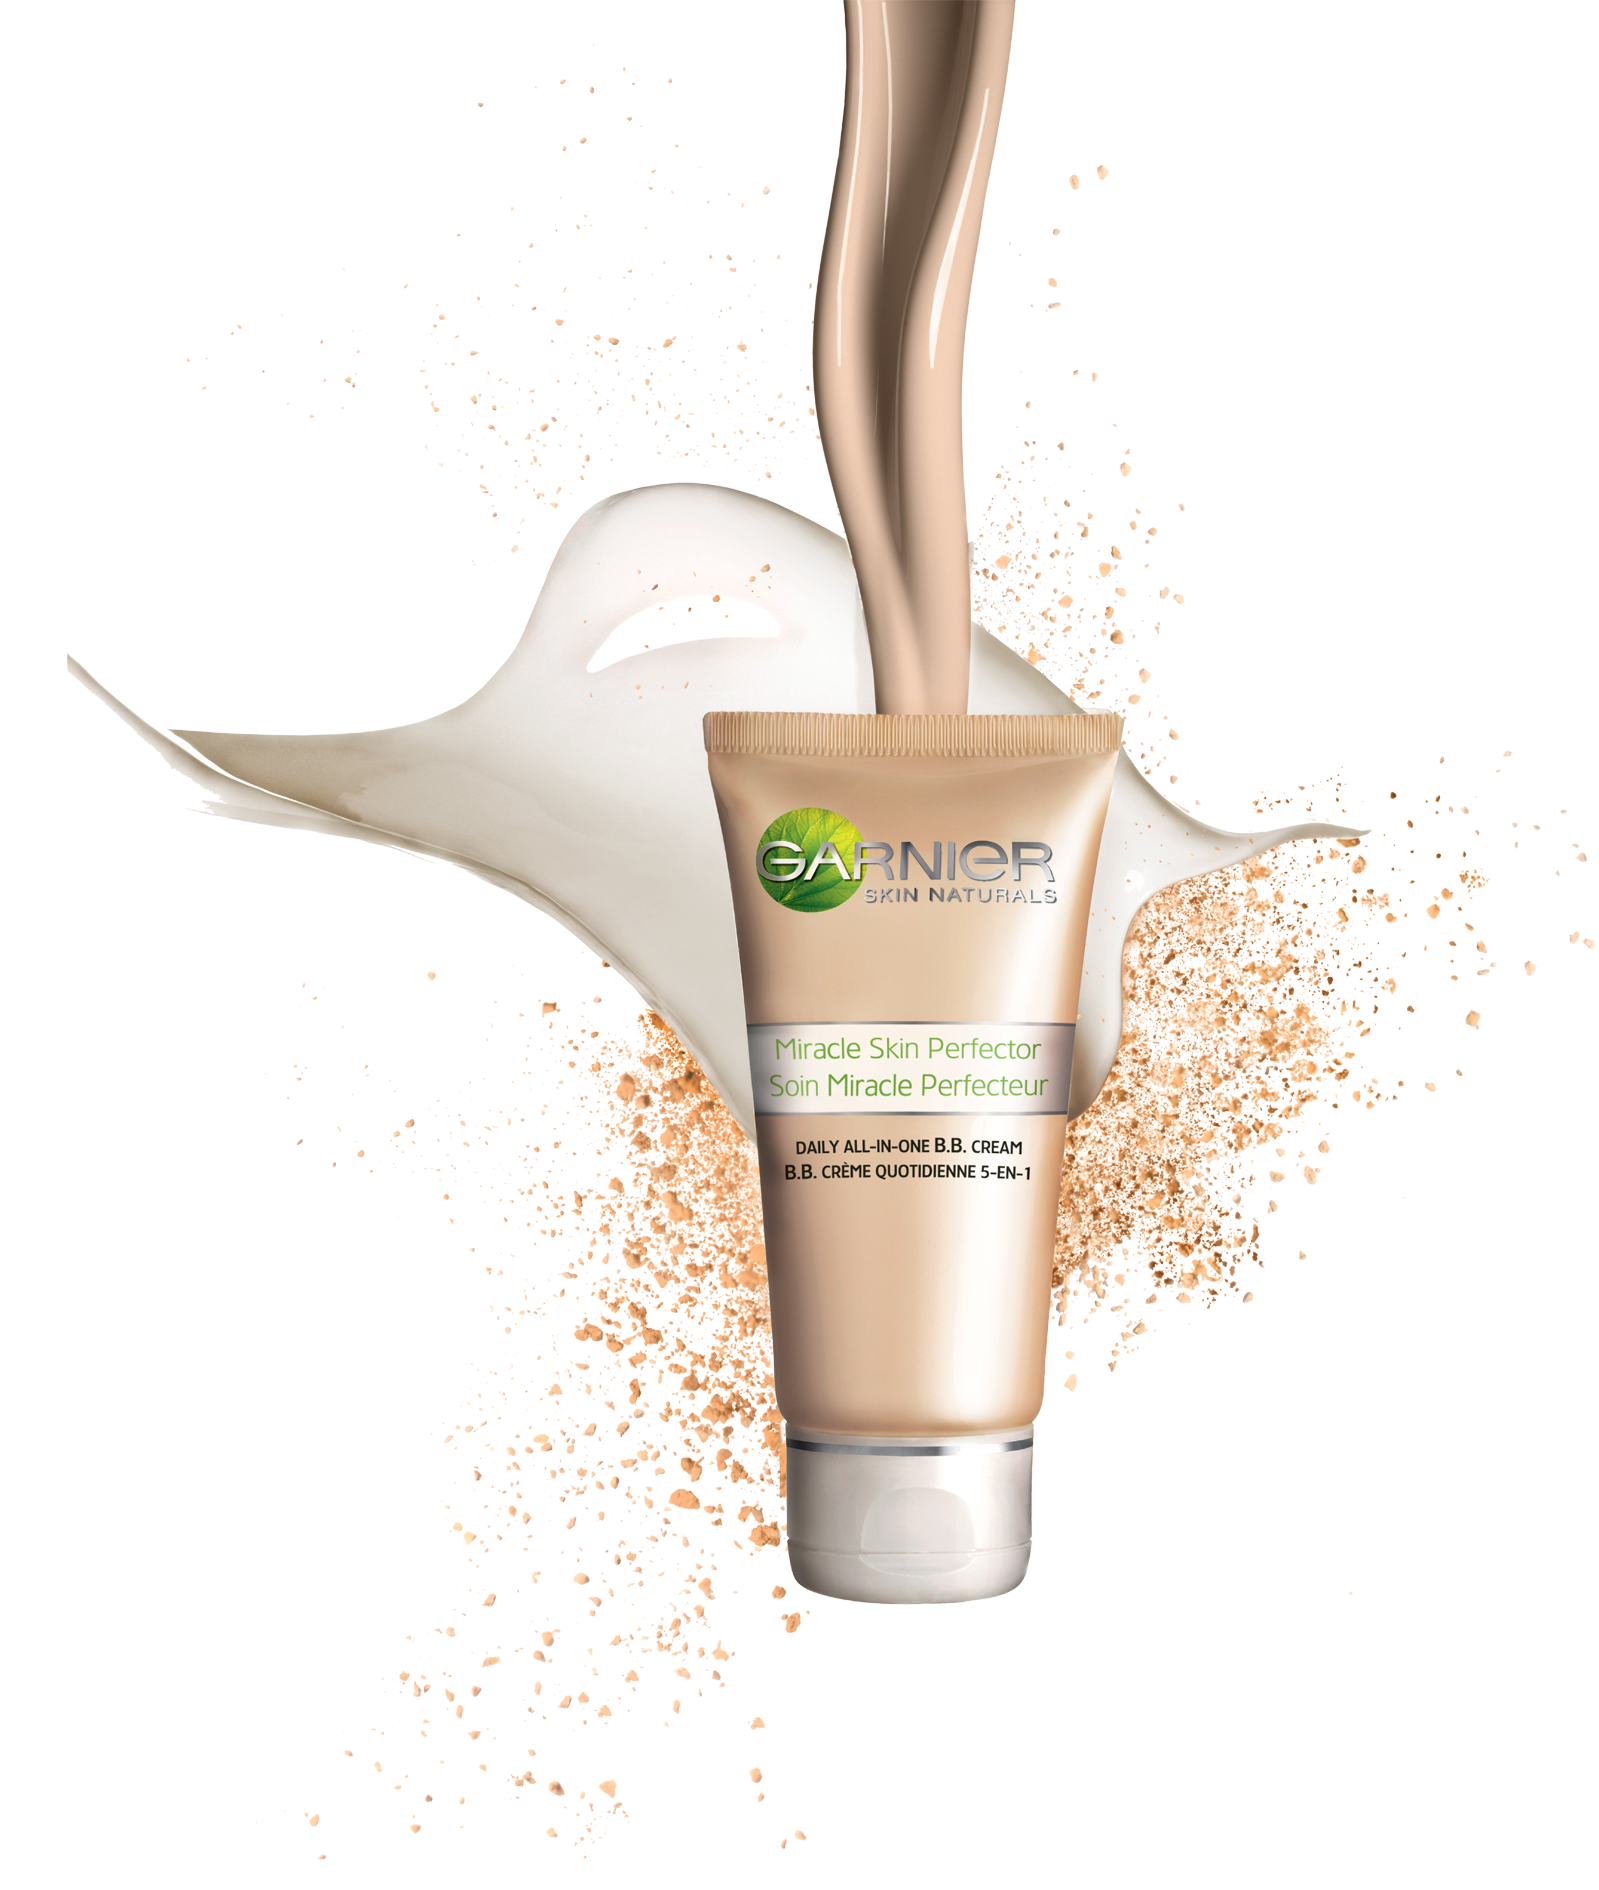 GARNIER
SKIN NATURALS
Miracle Skin Perfector
Soin Miracle Perfecteur
DAILY ALL-IN-ONE B.B. CREAM
B.B. CRÈME QUOTIDIENNE 5-EN-1